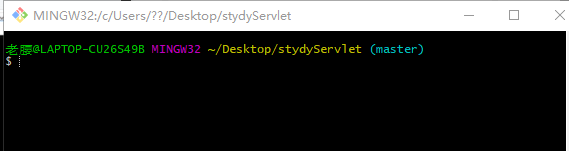 MINGW32:/c/Users/??/Desktop/stydyServlet
老腰@LAPTOP-CU26S49B MINGW32 ~/Desktop/stydyServlet (master)
$